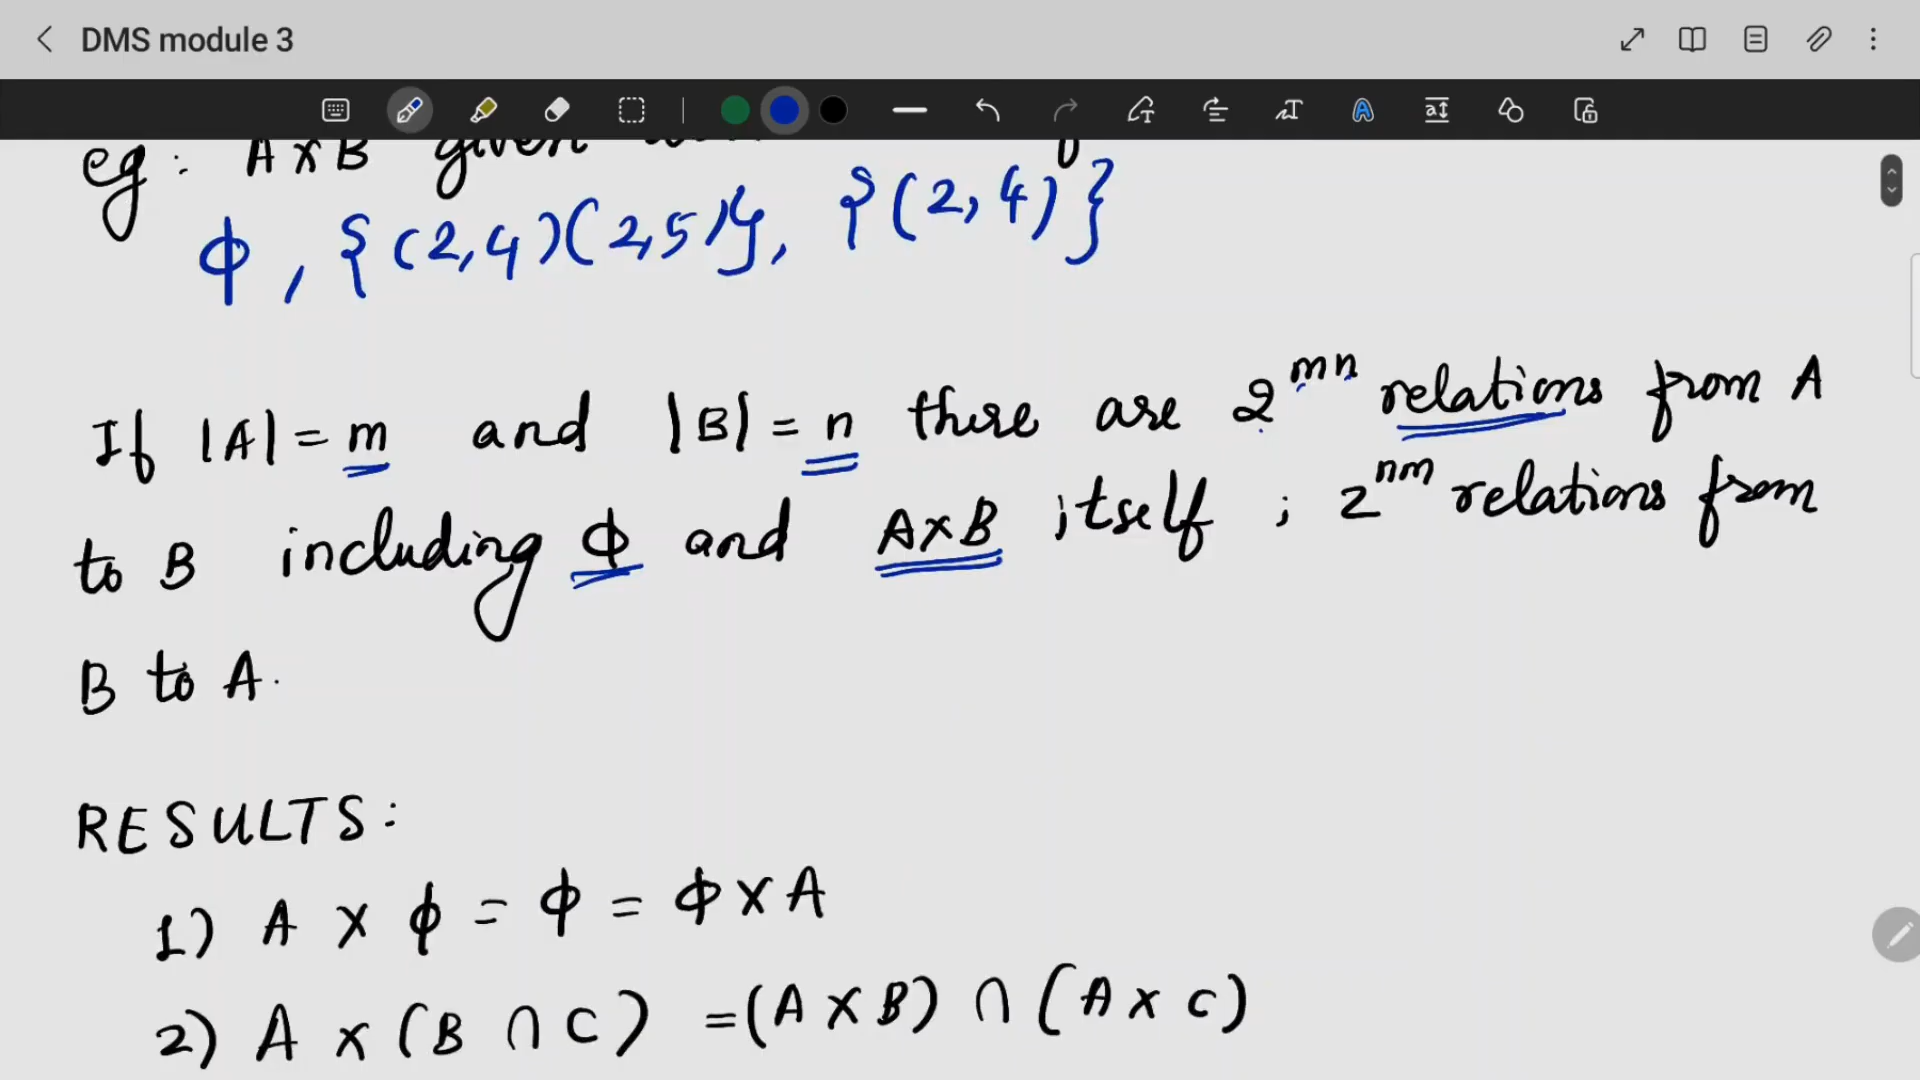 DMS module 3
eg: A x B given
ϕ, {(2,4)(2,5)}, {(2,4)}
If |A| = m and |B| = n there are 2^mn relations from A
to B including ϕ and A×B itself ; 2^nm relations from
B to A.
RESULTS:
1) A × ϕ = ϕ = ϕ × A
2) A × (B ∩ C) = (A × B) ∩ (A × C)